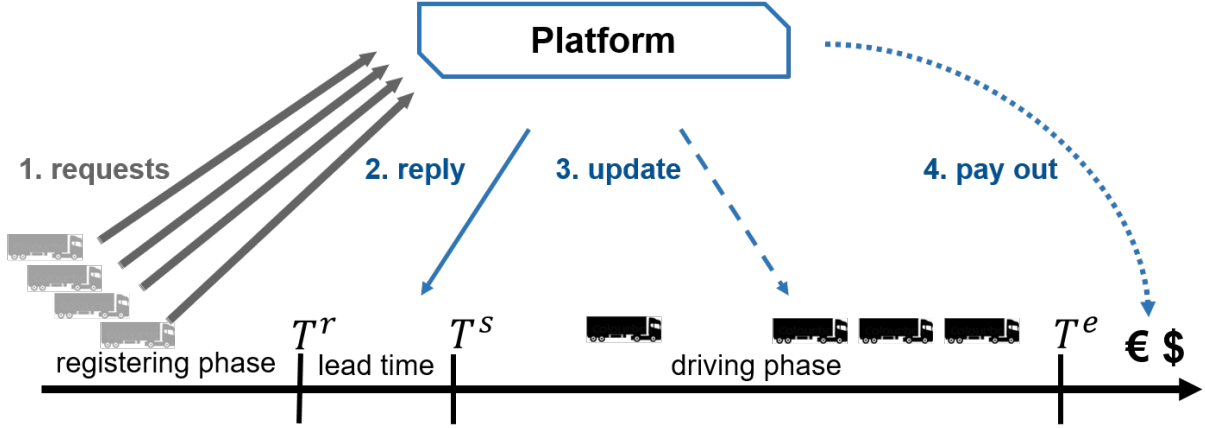 Platform
1. requests
2. reply
3. update
4. pay out
T^r
T^s
T^e
€ $
registering phase
lead time
driving phase